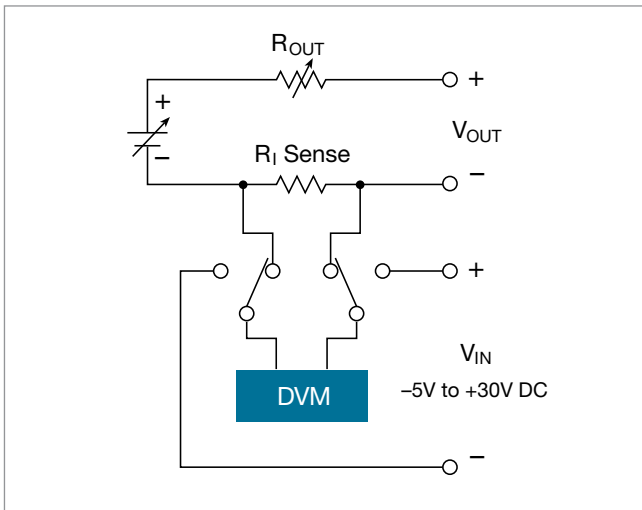 R_OUT
+
+
V_OUT
−
R_I Sense
−
+
V_IN
–5V to +30V DC
DVM
−